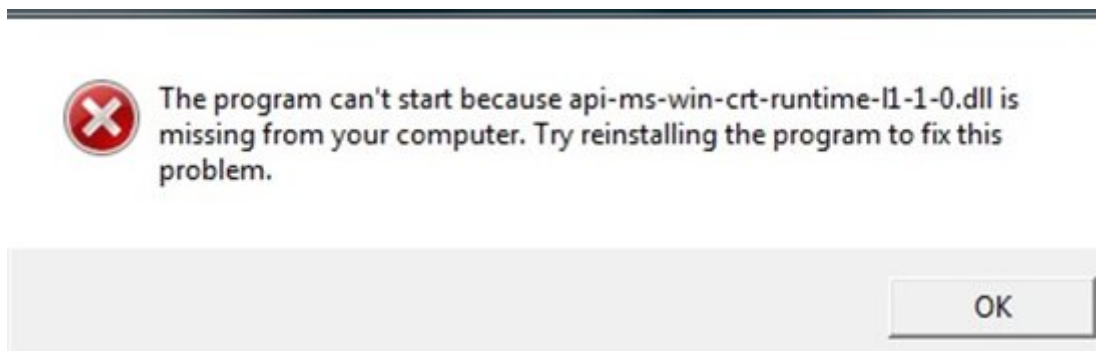 The program can't start because api-ms-win-crt-runtime-l1-1-0.dll is
missing from your computer. Try reinstalling the program to fix this
problem.
OK